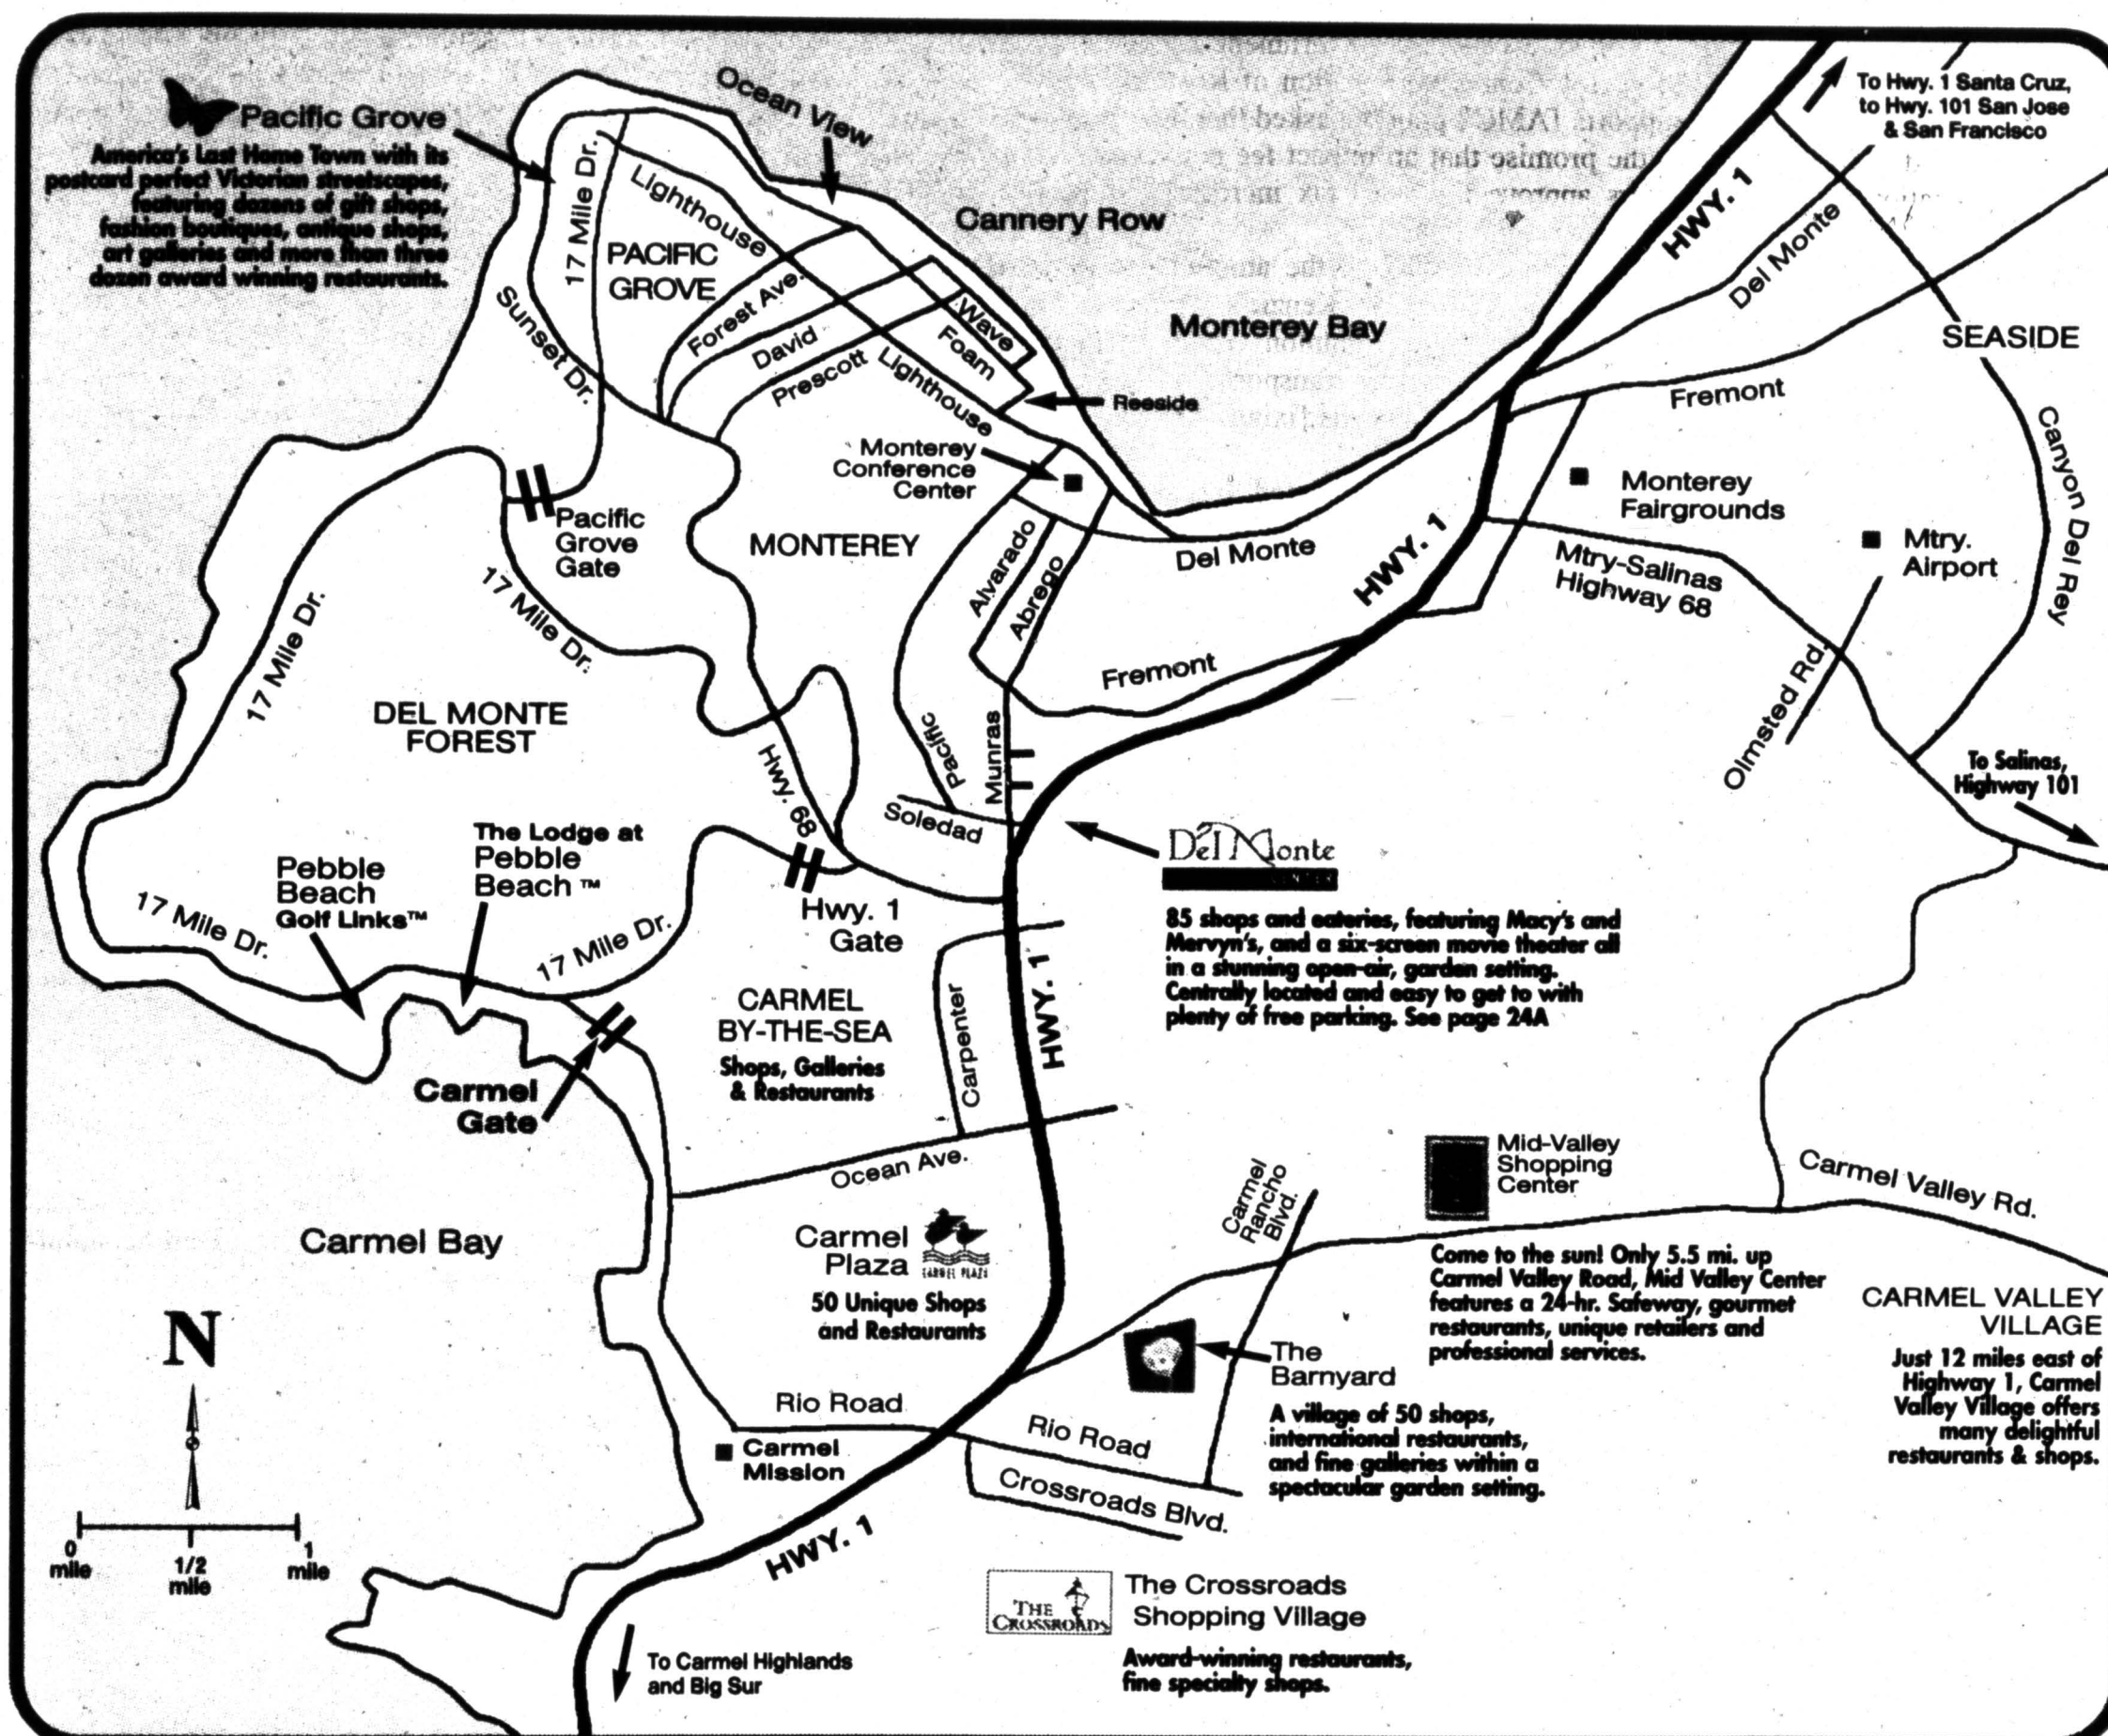 Pacific Grove
America's Last Home Town with its
postcard perfect Victorian streetscapes,
featuring dozens of gift shops,
fashion boutiques, antique shops,
art galleries and more than three
dozen award winning restaurants.
Ocean View
Cannery Row
Monterey Bay
To Hwy. 1 Santa Cruz,
to Hwy. 101 San Jose
& San Francisco
HWY. 1
Del Monte
SEASIDE
Fremont
Canyon Del Rey
17 Mile Dr.
Lighthouse
PACIFIC
GROVE
Forest Ave.
David
Prescott
Wave
Foam
Lighthouse
Reeside
Sunset Dr.
Monterey
Conference
Center
Monterey
Fairgrounds
Mtry.
Airport
Pacific
Grove
Gate
MONTEREY
Alvarado
Abrego
Del Monte
HWY. 1
Mtry-Salinas
Highway 68
17 Mile Dr.
17 Mile Dr.
Fremont
Olmsted Rd.
DEL MONTE
FOREST
Hwy. 68
Pacific
Munras
Soledad
To Salinas,
Highway 101
The Lodge at
Pebble
Beach ™
Pebble
Beach
Golf Links™
17 Mile Dr.
17 Mile Dr.
Hwy. 1
Gate
Del Monte
85 shops and eateries, featuring Macy's and
Mervyn's, and a six-screen movie theater all
in a stunning open-air, garden setting.
Centrally located and easy to get to with
plenty of free parking. See page 24A
CARMEL
BY-THE-SEA
Shops, Galleries
& Restaurants
Carpenter
HWY. 1
Carmel
Gate
Ocean Ave.
Carmel
Rancho
Blvd.
Mid-Valley
Shopping
Center
Carmel Valley Rd.
Come to the sun! Only 5.5 mi. up
Carmel Valley Road, Mid Valley Center
features a 24-hr. Safeway, gourmet
restaurants, unique retailers and
professional services.
CARMEL VALLEY
VILLAGE
Just 12 miles east of
Highway 1, Carmel
Valley Village offers
many delightful
restaurants & shops.
Carmel Bay
Carmel
Plaza
CARMEL PLAZA
50 Unique Shops
and Restaurants
The
Barnyard
A village of 50 shops,
international restaurants,
and fine galleries within a
spectacular garden setting.
N
Rio Road
Rio Road
Carmel
Mission
Crossroads Blvd.
HWY. 1
0
mile
1/2
mile
1
mile
THE
CROSSROADS
The Crossroads
Shopping Village
Award-winning restaurants,
fine specialty shops.
To Carmel Highlands
and Big Sur